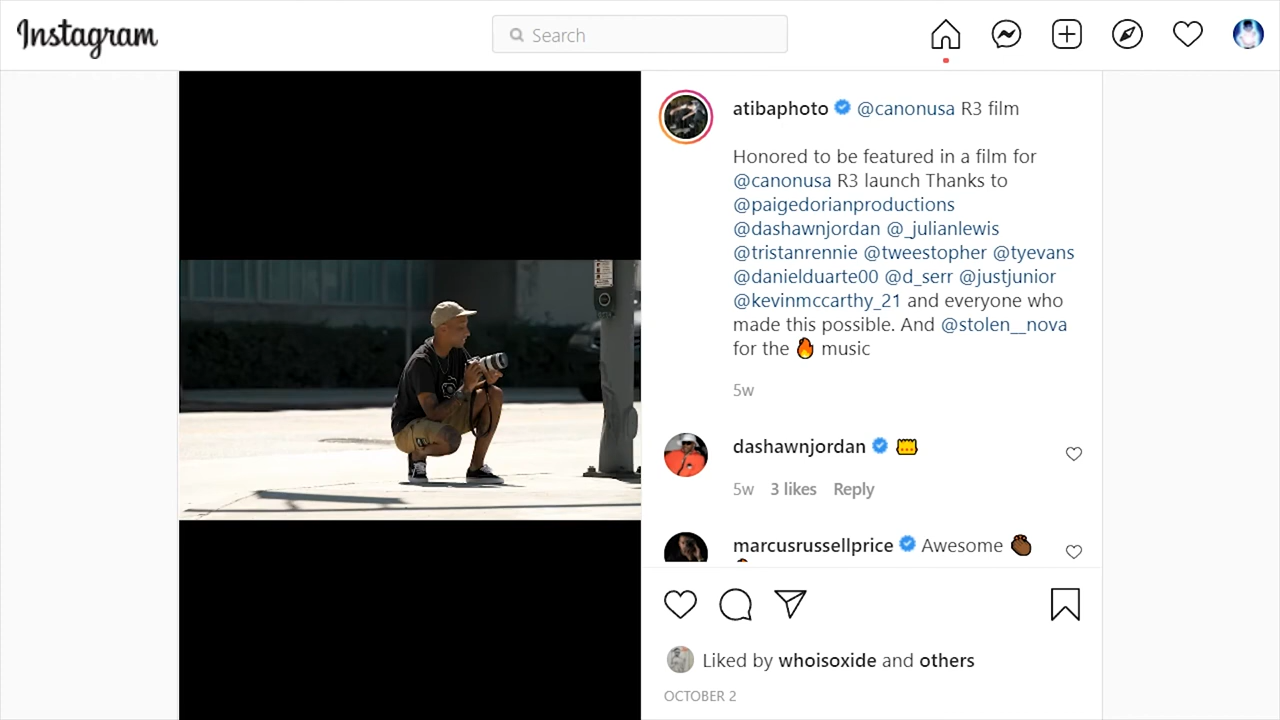 Instagram
Search
atibaphoto @canonusa R3 film
Honored to be featured in a film for
@canonusa R3 launch Thanks to
@paigedorianproductions
@dashawnjordan @_julianlewis
@tristanrennie @tweestopher @tyevans
@danielduarte00 @d_serr @justjunior
@kevinmccarthy_21 and everyone who
made this possible. And @stolen__nova
for the 🔥 music
5w
dashawnjordan
5w 3 likes Reply
marcusrussellprice Awesome
Liked by whoisoxide and others
OCTOBER 2